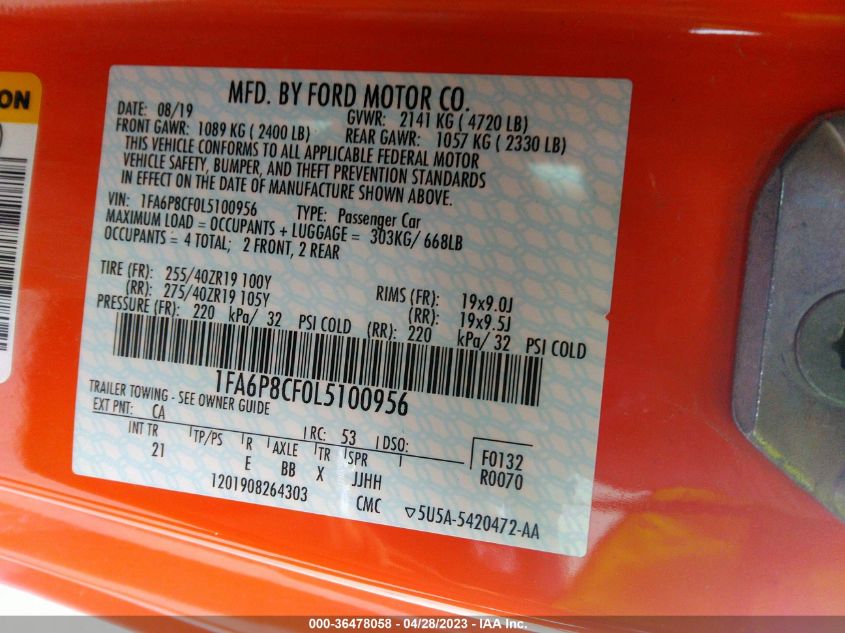 ON
MFD. BY FORD MOTOR CO.
DATE: 08/19 GVWR: 2141 KG ( 4720 LB)
FRONT GAWR: 1089 KG ( 2400 LB) REAR GAWR: 1057 KG ( 2330 LB)
THIS VEHICLE CONFORMS TO ALL APPLICABLE FEDERAL MOTOR
VEHICLE SAFETY, BUMPER, AND THEFT PREVENTION STANDARDS
IN EFFECT ON THE DATE OF MANUFACTURE SHOWN ABOVE.
VIN: 1FA6P8CF0L5100956 TYPE: Passenger Car
MAXIMUM LOAD = OCCUPANTS + LUGGAGE = 303KG/ 668LB
OCCUPANTS = 4 TOTAL; 2 FRONT, 2 REAR
TIRE (FR): 255/40ZR19 100Y RIMS (FR): 19x9.0J
(RR): 275/40ZR19 105Y (RR): 19x9.5J
PRESSURE (FR): 220 kPa/ 32 PSI COLD (RR): 220 kPa/ 32 PSI COLD
1FA6P8CF0L5100956
TRAILER TOWING - SEE OWNER GUIDE
EXT PNT: CA RC: 53 DSO: F0132
INT TR TP/PS R AXLE TR SPR R0070
21 E BB X JJHH
1201908264303 CMC ▽5U5A-5420472-AA
000-36478058 - 04/28/2023 - IAA Inc.